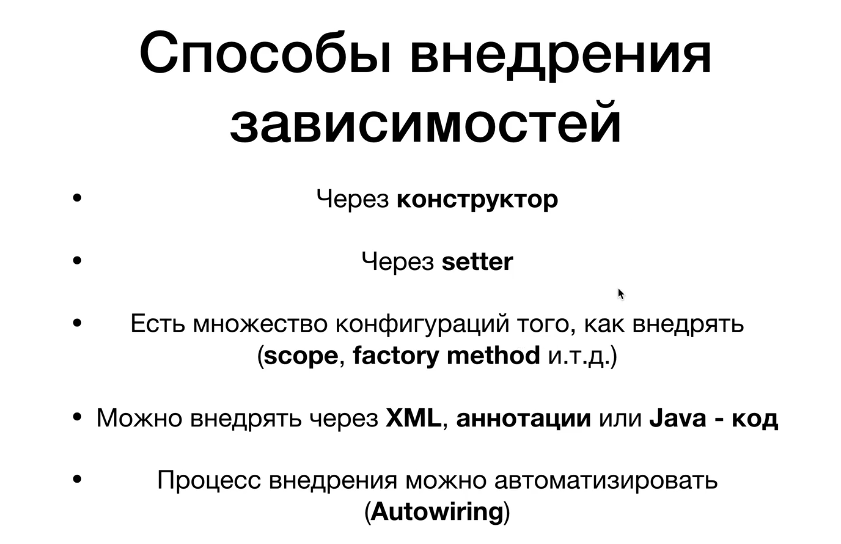 Способы внедрения
зависимостей
• Через конструктор
• Через setter
• Есть множество конфигураций того, как внедрять
(scope, factory method и.т.д.)
• Можно внедрять через XML, аннотации или Java - код
• Процесс внедрения можно автоматизировать
(Autowiring)